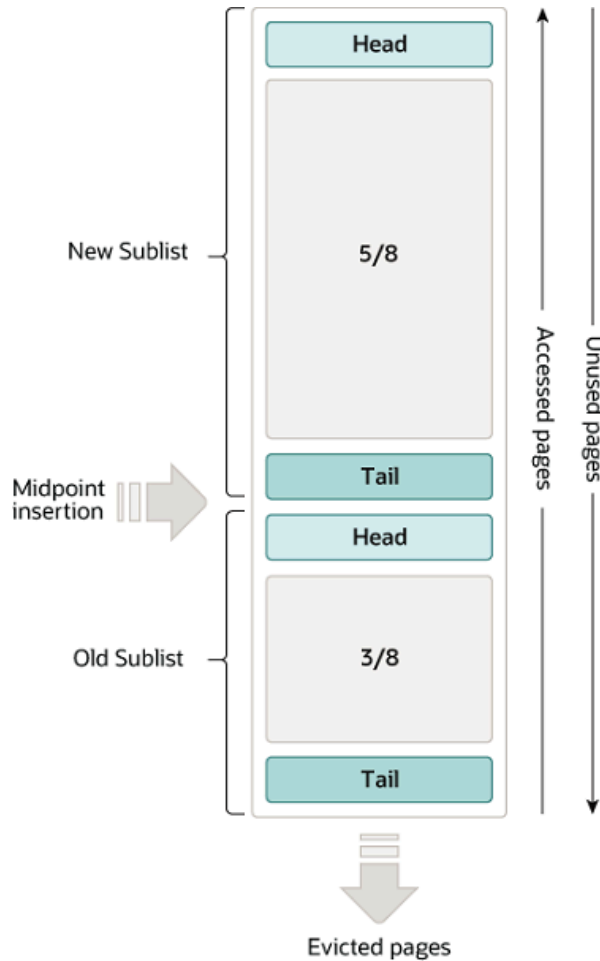 Head
New Sublist
5/8
Accessed pages
Unused pages
Tail
Midpoint
insertion
Head
Old Sublist
3/8
Tail
Evicted pages